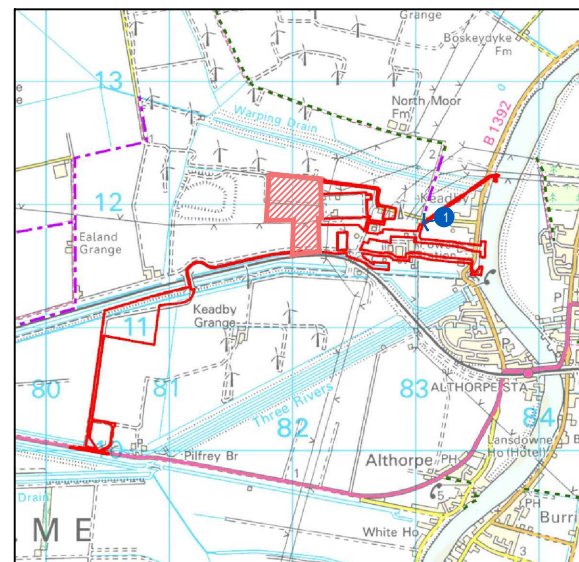 Grange
Boskeydyke
Fm
13
North Moor
Fm
B1392
0
Warping Drain
2
12
Keadby
1
Ealand
Grange
Keadby
Grange
11
80
81
82
83
84
Three Rivers
ALTHORPE STA
P
10
Pilfrey Br
1
PH
Althorpe
Lansdowne
Ho (Hotel)
Drain
5
PH
White Ho
Burri
M E
3